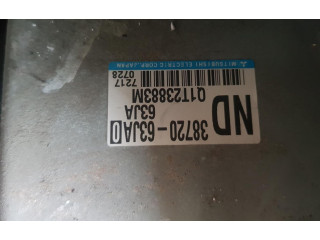 ND 38720-63JA0
63JA
Q1T23883M
7217
0728
MITSUBISHI ELECTRIC CORP. JAPAN